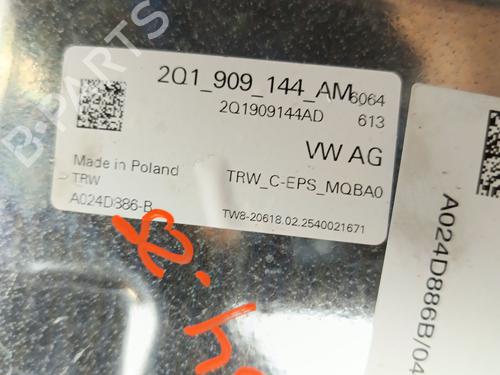 2Q1_909_144_AM
6064
2Q1909144AD
613
VW AG
Made in Poland
TRW
TRW_C-EPS_MQBA0
A024D886-B
TW8-20618.02.2540021671
A024D886B/04
B-PARTS